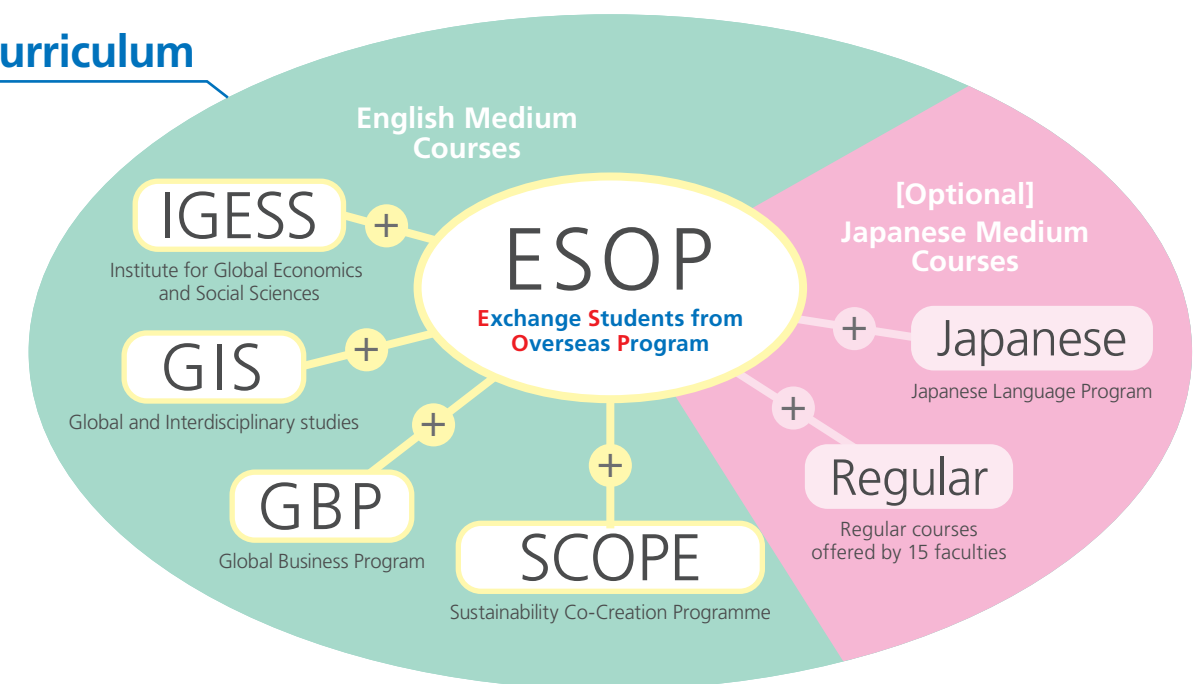 urriculum
English Medium
Courses
IGESS
Institute for Global Economics
and Social Sciences
GIS
Global and Interdisciplinary studies
GBP
Global Business Program
SCOPE
Sustainability Co-Creation Programme
ESOP
Exchange Students from
Overseas Program
[Optional]
Japanese Medium
Courses
Japanese
Japanese Language Program
Regular
Regular courses
offered by 15 faculties
+
+
+
+
+
+